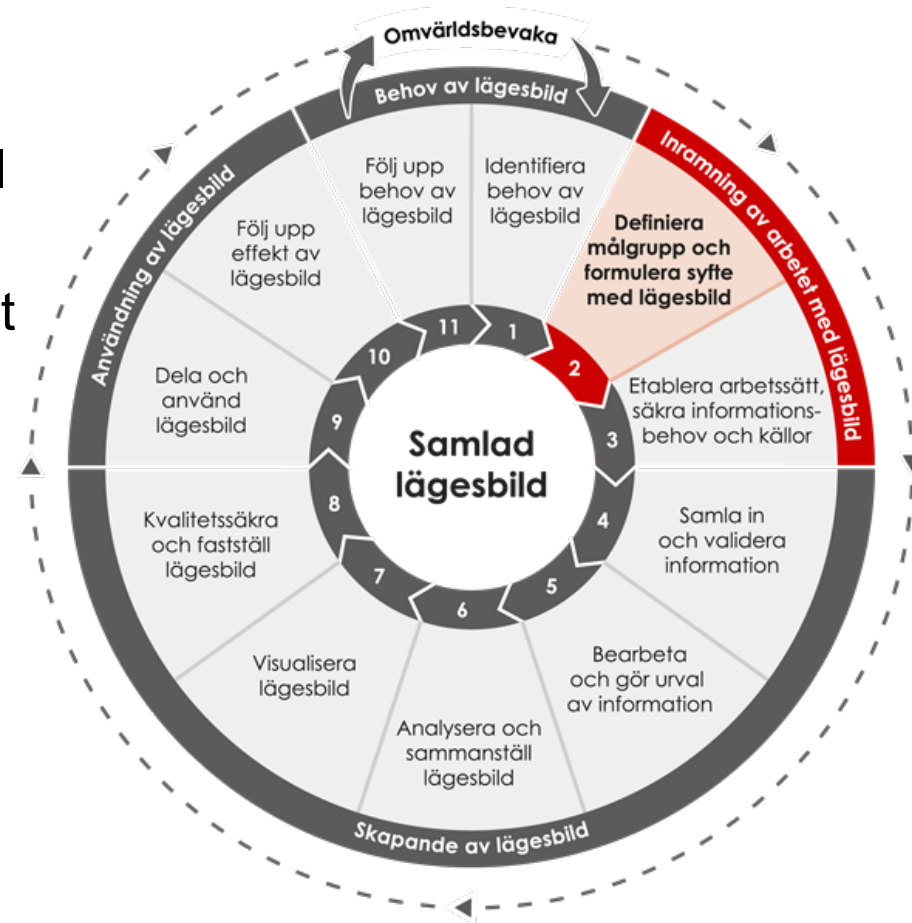 Omvärldsbevaka
Behov av lägesbild
Inramning av arbetet med lägesbild
Skapande av lägesbild
Användning av lägesbild
Identifiera
behov av
lägesbild
Definiera
målgrupp och
formulera syfte
med lägesbild
Etablera arbetssätt,
säkra informations-
behov och källor
Samla in
och validera
information
Bearbeta
och gör urval
av information
Analysera och
sammanställ
lägesbild
Visualisera
lägesbild
Kvalitetssäkra
och fastställ
lägesbild
Dela och
använd
lägesbild
Följ upp
effekt av
lägesbild
Följ upp
behov av
lägesbild
1
2
3
4
5
6
7
8
9
10
11
Samlad
lägesbild
t